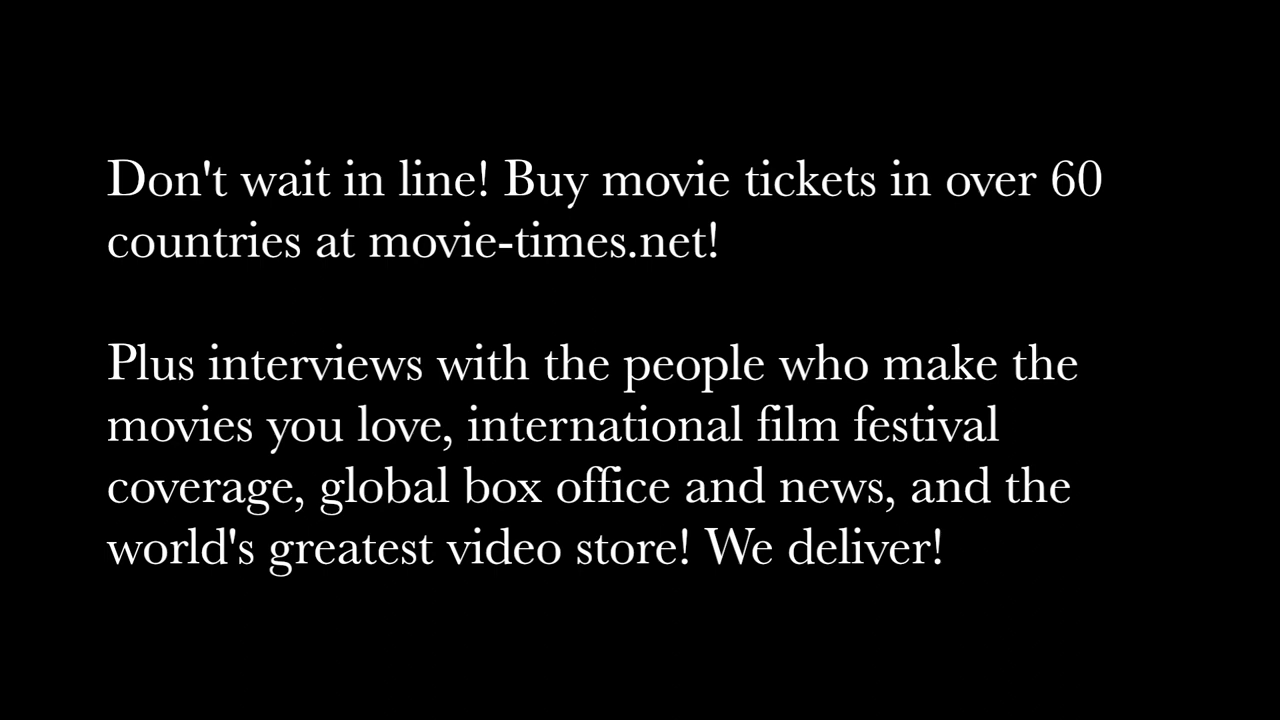 Don't wait in line! Buy movie tickets in over 60
countries at movie-times.net!
Plus interviews with the people who make the
movies you love, international film festival
coverage, global box office and news, and the
world's greatest video store! We deliver!